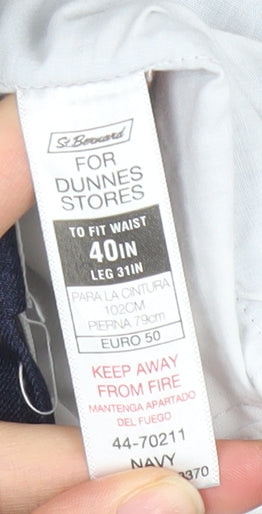 St. Bernard
FOR
DUNNES
STORES
TO FIT WAIST
40IN
LEG 31IN
PARA LA CINTURA
102CM
PIERNA 79cm
EURO 50
KEEP AWAY
FROM FIRE
MANTENGA APARTADO
DEL FUEGO
44-70211
NAVY
3370